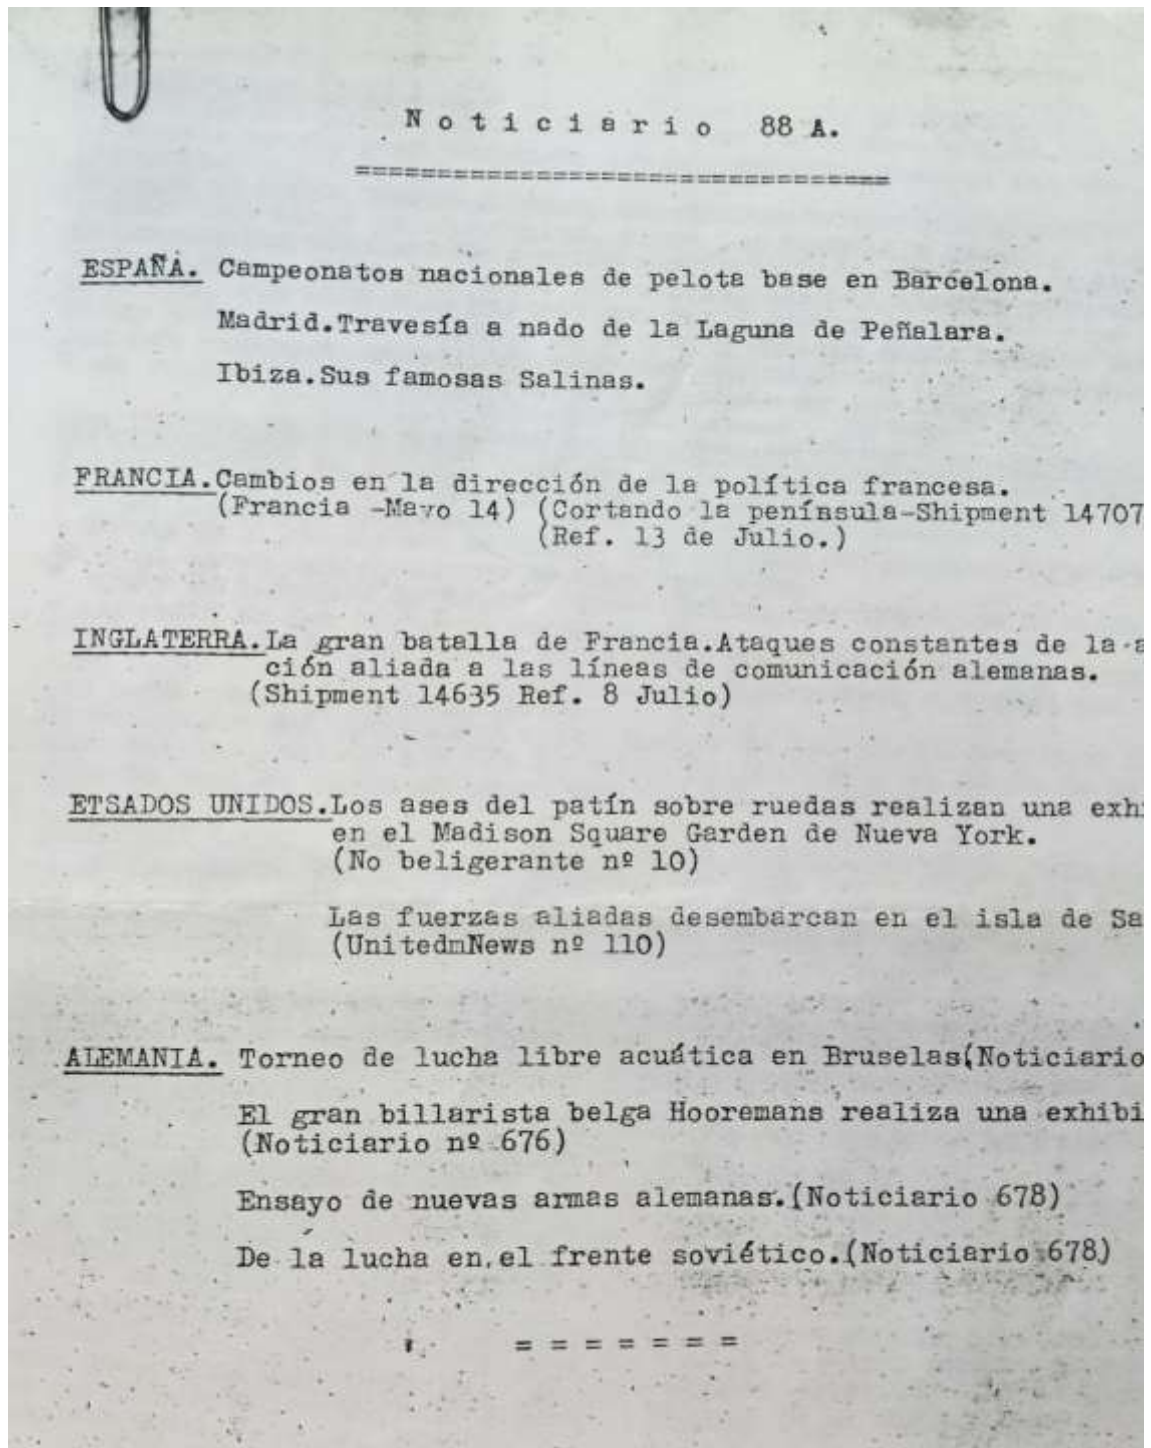 Noticiario 88 A.
=================================
ESPAÑA. Campeonatos nacionales de pelota base en Barcelona.
Madrid.Travesía a nado de la Laguna de Peñalara.
Ibiza.Sus famosas Salinas.
FRANCIA.Cambios en la dirección de la política francesa.
(Francia -Mayo 14) (Cortando la península-Shipment 14707
(Ref. 13 de Julio.)
INGLATERRA.La gran batalla de Francia.Ataques constantes de la
ción aliada a las líneas de comunicación alemanas.
(Shipment 14635 Ref. 8 Julio)
ETSADOS UNIDOS.Los ases del patín sobre ruedas realizan una
en el Madison Square Garden de Nueva York.
(No beligerante nº 10)
Las fuerzas aliadas desembarcan en el isla de Sa
(UnitedmNews nº 110)
ALEMANIA. Torneo de lucha libre acuática en Bruselas(Noticiario
El gran billarista belga Hooremans realiza una exhibi
(Noticiario nº 676)
Ensayo de nuevas armas alemanas.(Noticiario 678)
De la lucha en el frente soviético.(Noticiario 678)
= = = = = = =